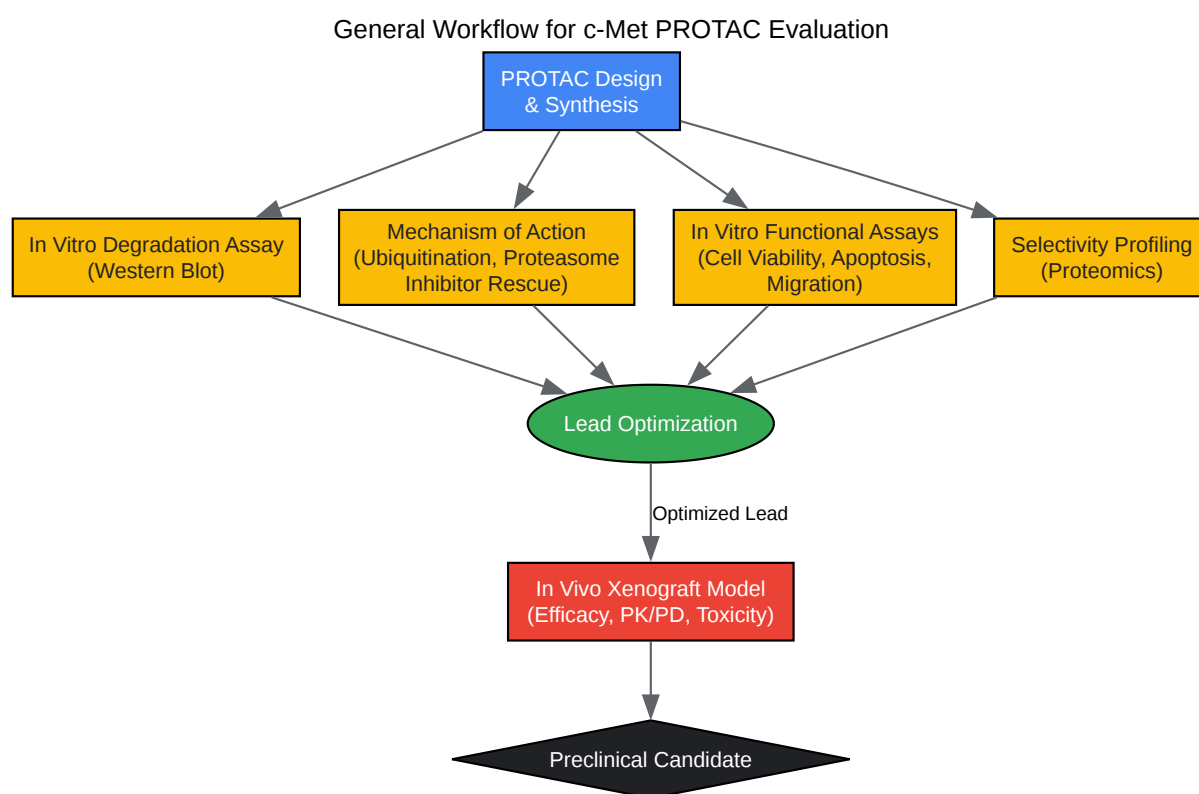 General Workflow for c-Met PROTAC Evaluation
PROTAC Design
& Synthesis
In Vitro Degradation Assay
(Western Blot)
Mechanism of Action
(Ubiquitination, Proteasome
Inhibitor Rescue)
In Vitro Functional Assays
(Cell Viability, Apoptosis,
Migration)
Selectivity Profiling
(Proteomics)
Lead Optimization
Optimized Lead
In Vivo Xenograft Model
(Efficacy, PK/PD, Toxicity)
Preclinical Candidate